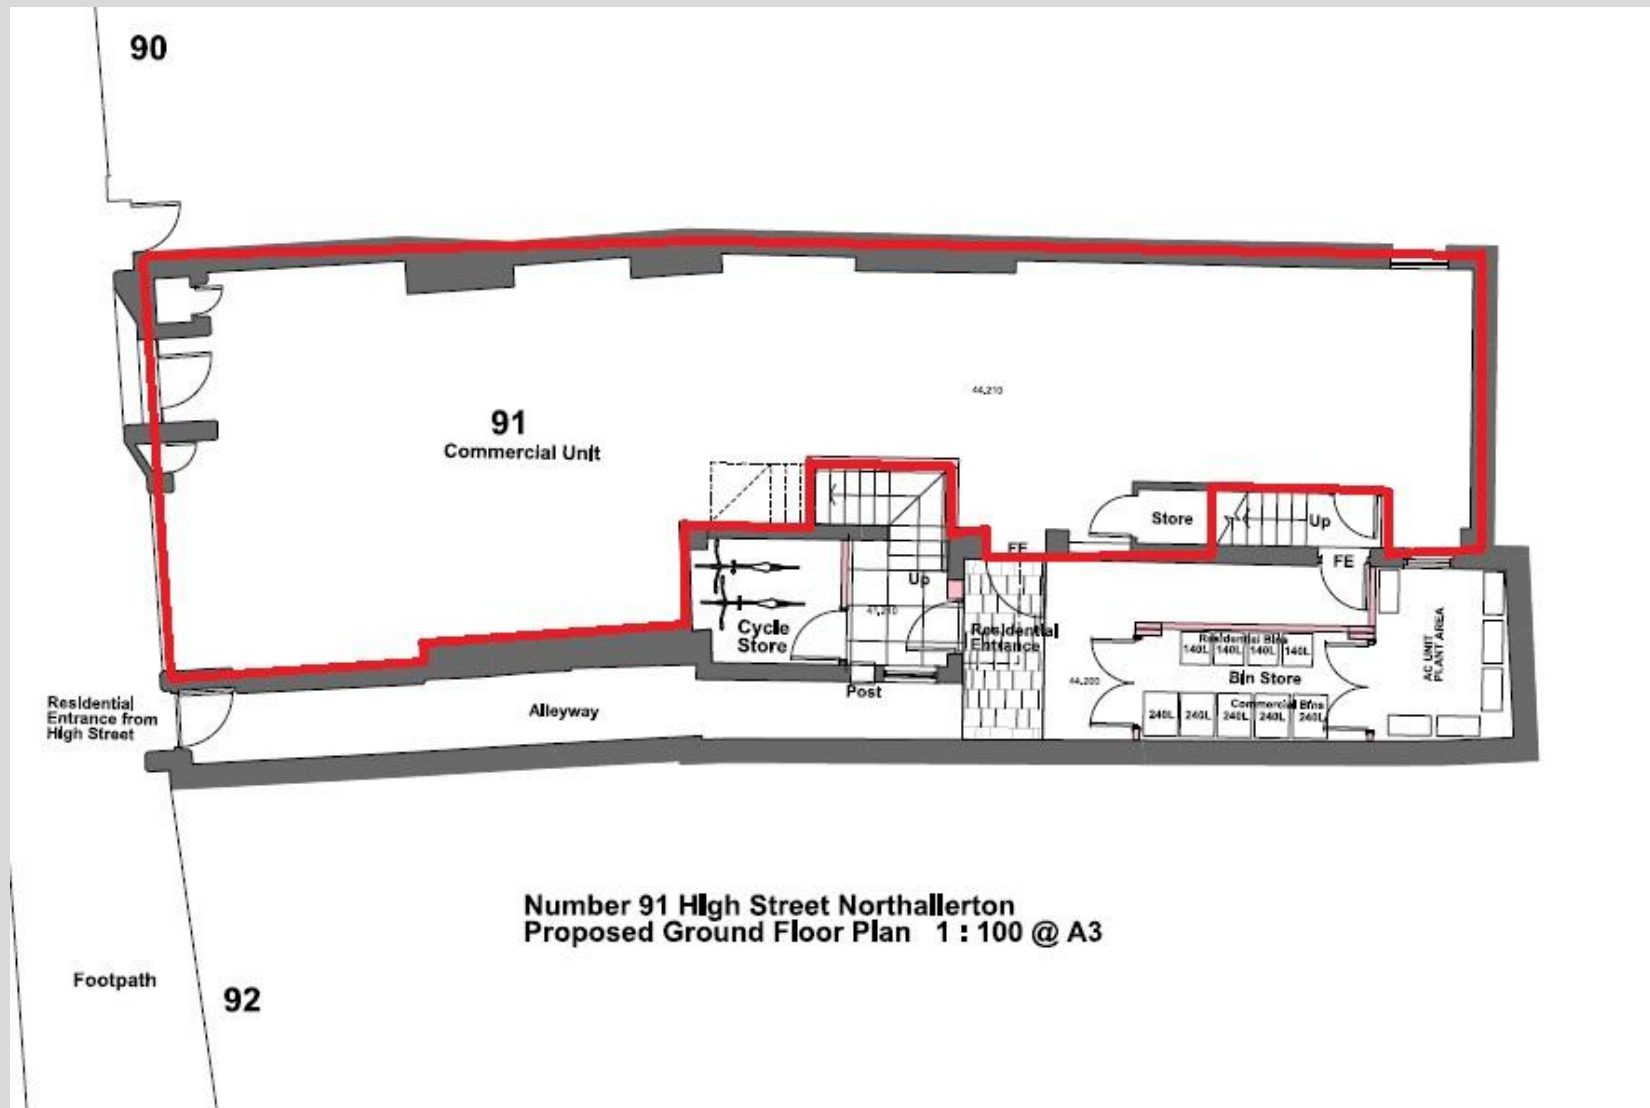 90
91
Commercial Unit
44.210
Store
Up
FE
FE
Up
Cycle
Store
Residential
Entrance
Post
44.200
Residential Bins
140L 140L 140L 140L
Bin Store
Commercial Bins
240L 240L 240L 240L 240L
AC UNIT
PLANT AREA
Residential
Entrance from
High Street
Alleyway
Number 91 High Street Northallerton
Proposed Ground Floor Plan 1 : 100 @ A3
Footpath
92